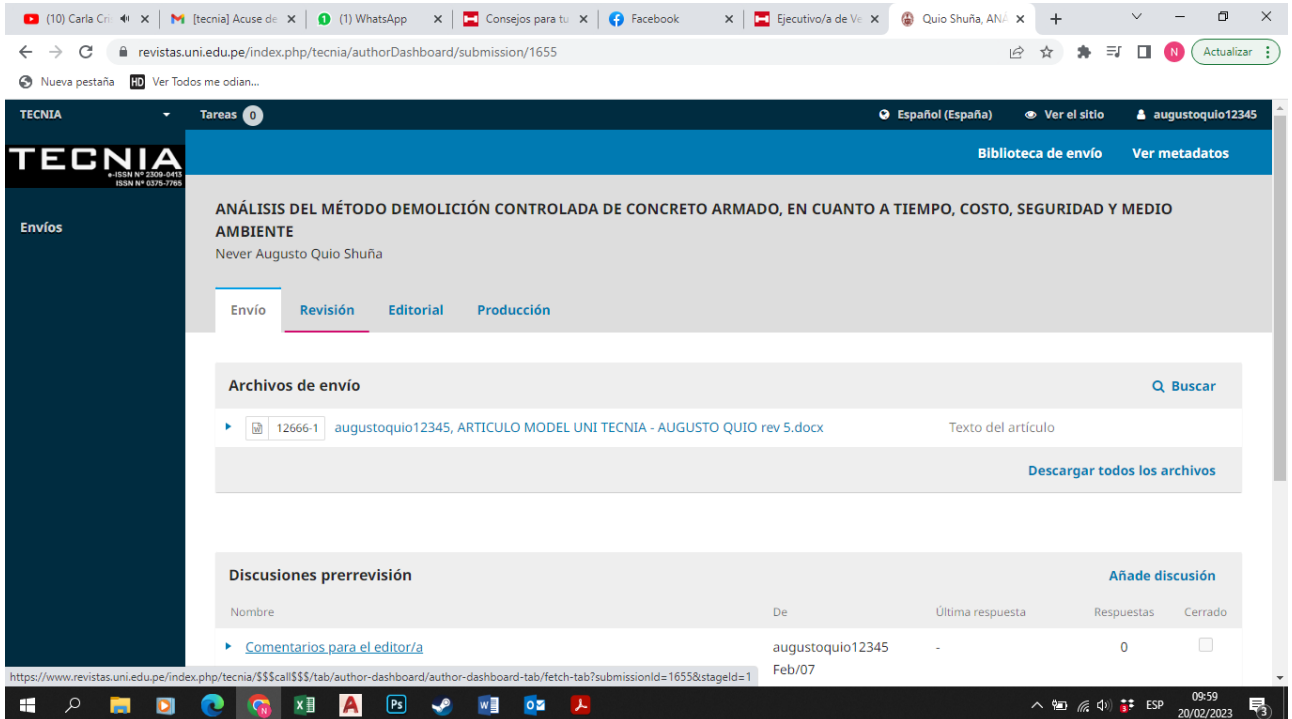 (10) Carla Cri
[tecnia] Acuse de
(1) WhatsApp
Consejos para tu
Facebook
Ejecutivo/a de Ve
Quio Shuña, ANÁ
revistas.uni.edu.pe/index.php/tecnia/authorDashboard/submission/1655
N
Actualizar
Nueva pestaña
HD Ver Todos me odian...
TECNIA
Tareas 0
Español (España)
Ver el sitio
augustoquio12345
TECNIA
e-ISSN Nº 2309-0413
ISSN Nº 0375-7765
Biblioteca de envío
Ver metadatos
Envíos
ANÁLISIS DEL MÉTODO DEMOLICIÓN CONTROLADA DE CONCRETO ARMADO, EN CUANTO A TIEMPO, COSTO, SEGURIDAD Y MEDIO
AMBIENTE
Never Augusto Quio Shuña
Envío Revisión Editorial Producción
Archivos de envío
Buscar
12666-1 augustoquio12345, ARTICULO MODEL UNI TECNIA - AUGUSTO QUIO rev 5.docx Texto del artículo
Descargar todos los archivos
Discusiones prerrevisión
Añade discusión
Nombre De Última respuesta Respuestas Cerrado
Comentarios para el editor/a augustoquio12345 - 0
Feb/07
https://www.revistas.uni.edu.pe/index.php/tecnia/$$$call$$$/tab/author-dashboard/author-dashboard-tab/fetch-tab?submissionId=1655&stageId=1
ESP
09:59
20/02/2023
3